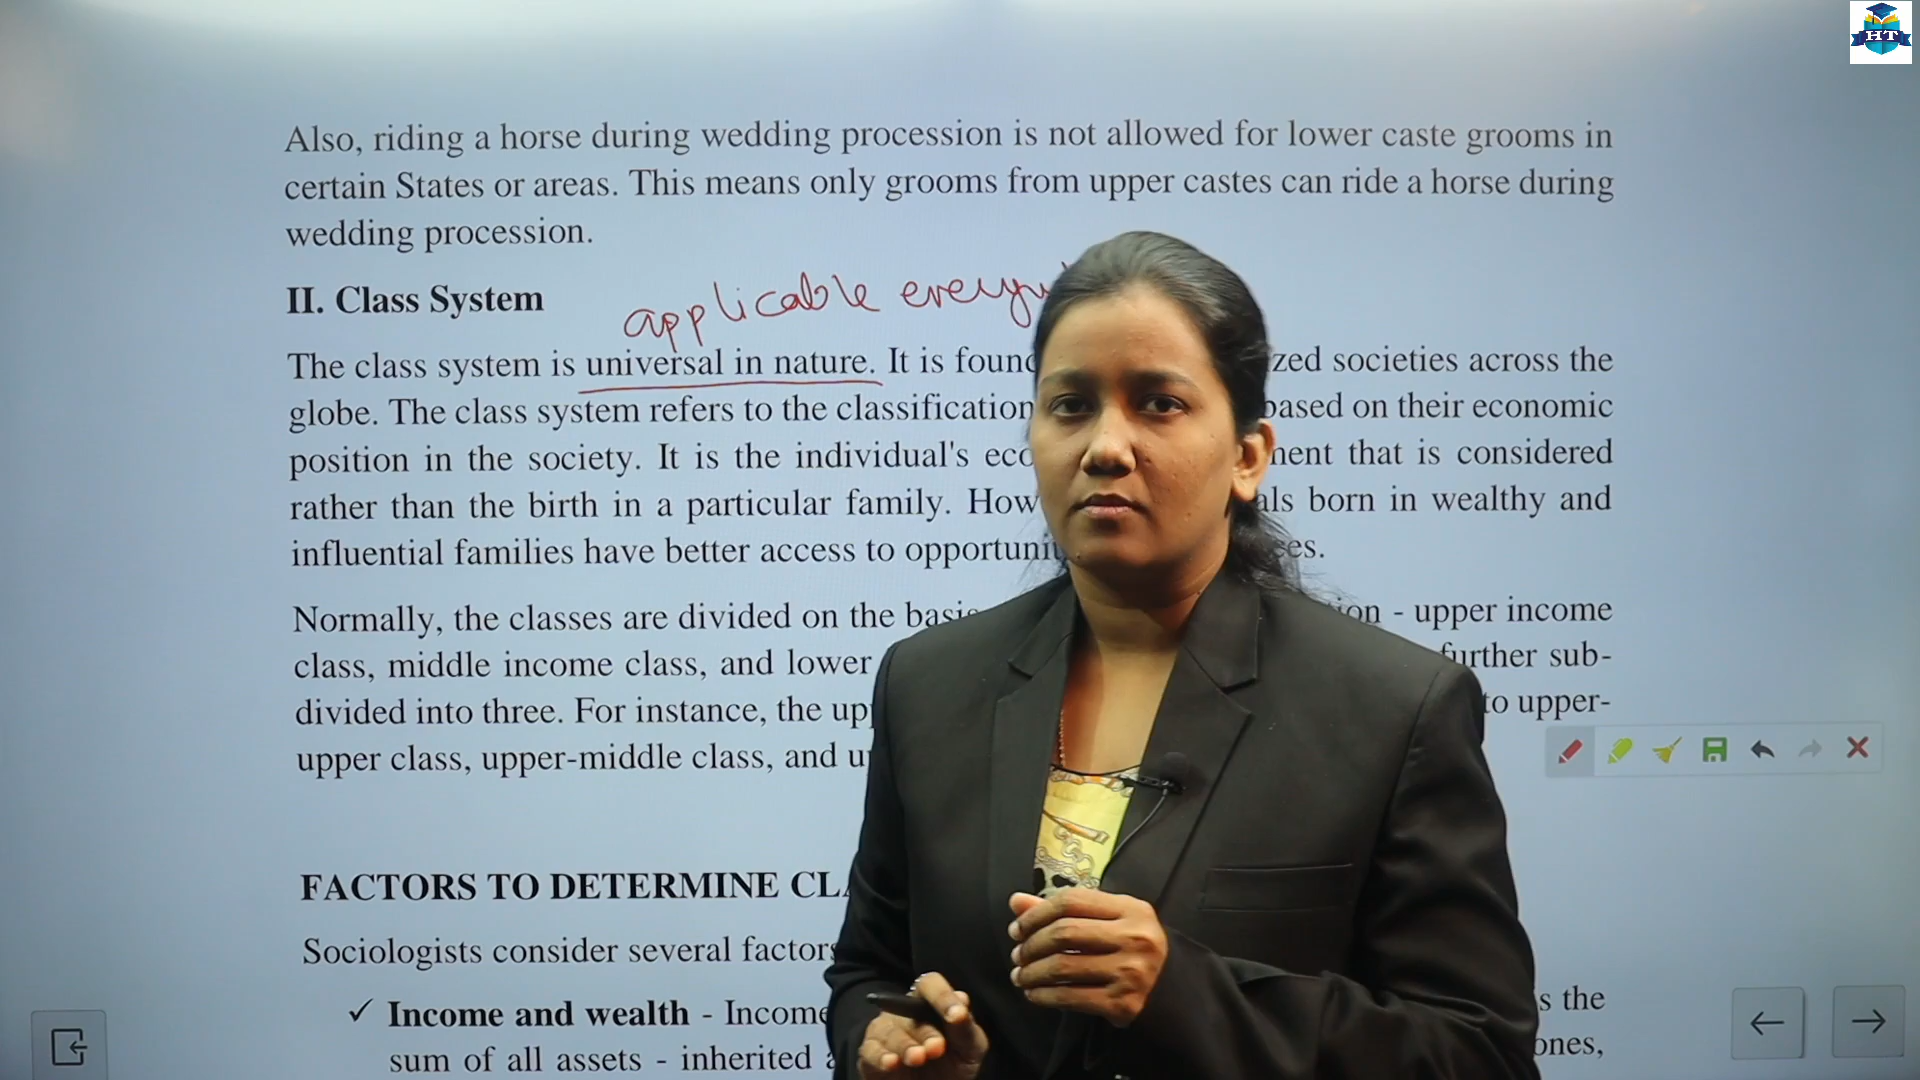 HT
Also, riding a horse during wedding procession is not allowed for lower caste grooms in
certain States or areas. This means only grooms from upper castes can ride a horse during
wedding procession.
II. Class System
applicable
The class system is universal in nature. It is societies across the
globe. The class system refers to the classification based on their economic
position in the society. It is the individual's that is considered
rather than the birth in a particular family. born in wealthy and
influential families have better access to
Normally, the classes are divided on the - upper income
class, middle income class, and lower further sub-
divided into three. For instance, the to upper-
upper class, upper-middle class, and
FACTORS TO DETERMINE
Sociologists consider several factors
✓ Income and wealth - Income the
sum of all assets - inherited